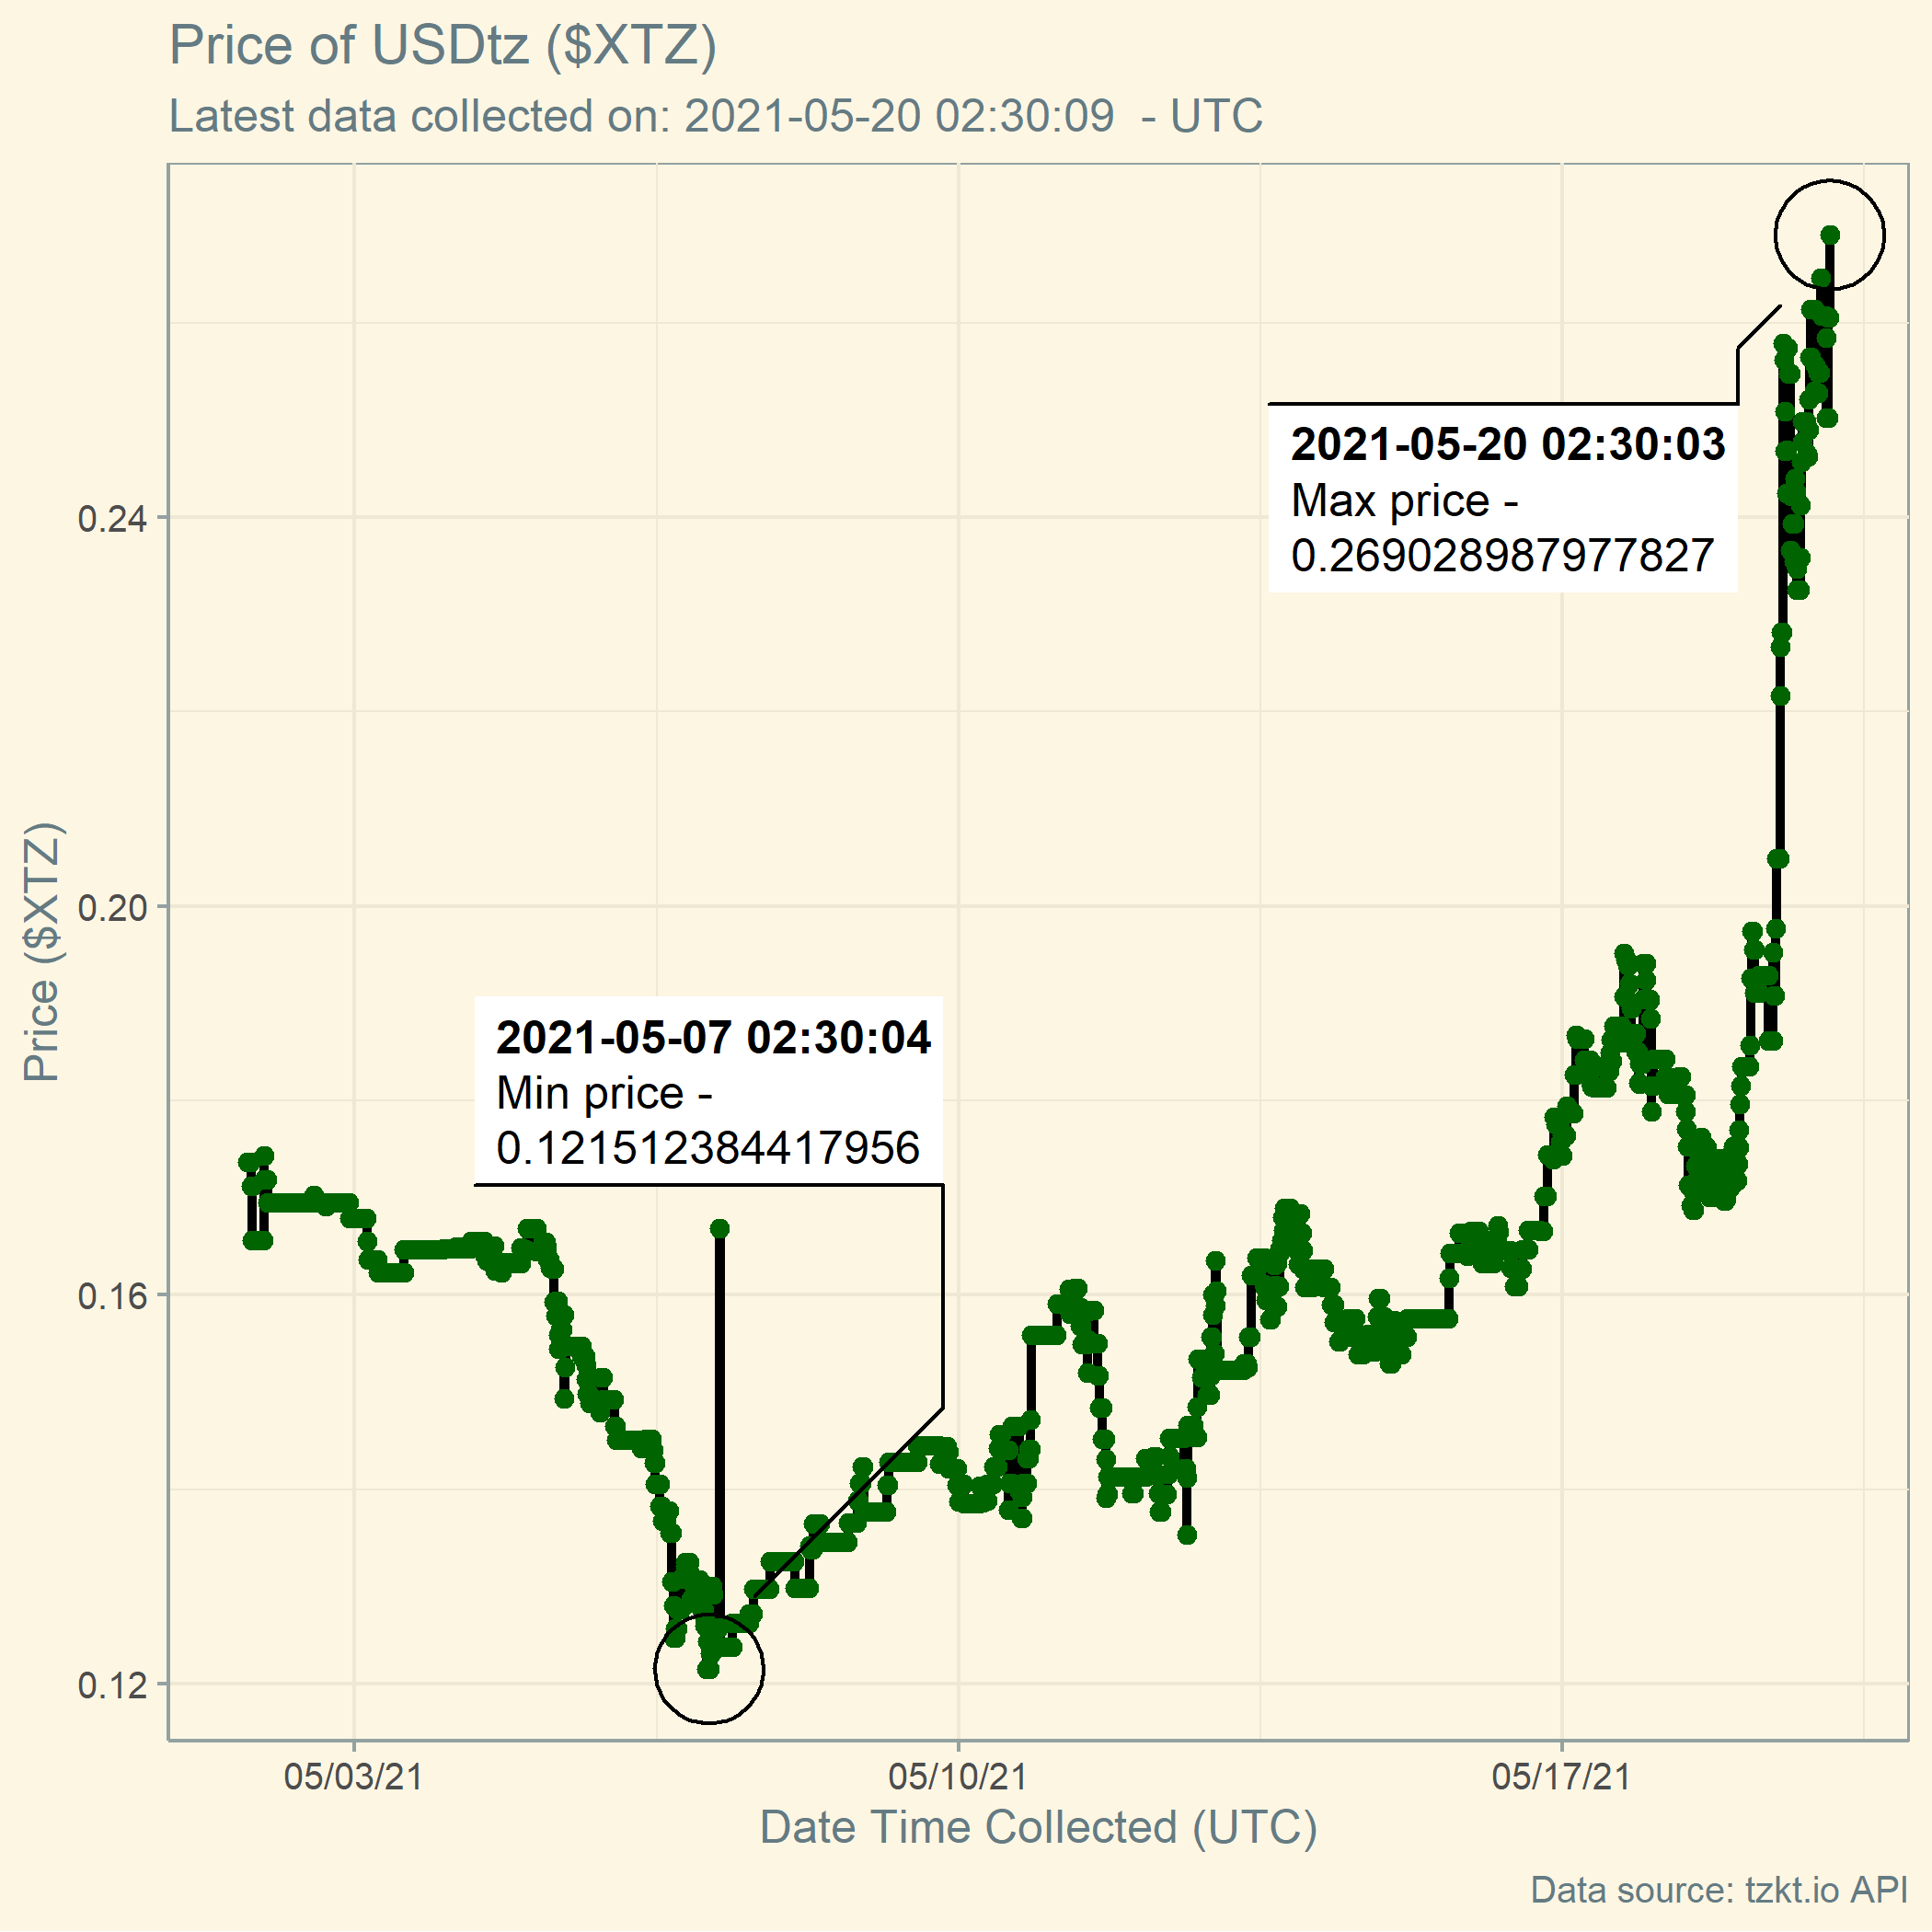 Price of USDtz ($XTZ)
Latest data collected on: 2021-05-20 02:30:09  - UTC
2021-05-20 02:30:03
Max price -
0.269028987977827
0.24
0.20
2021-05-07 02:30:04
Min price -
0.121512384417956
0.16
0.12
Price ($XTZ)
05/03/21
05/10/21
05/17/21
Date Time Collected (UTC)
Data source: tzkt.io API